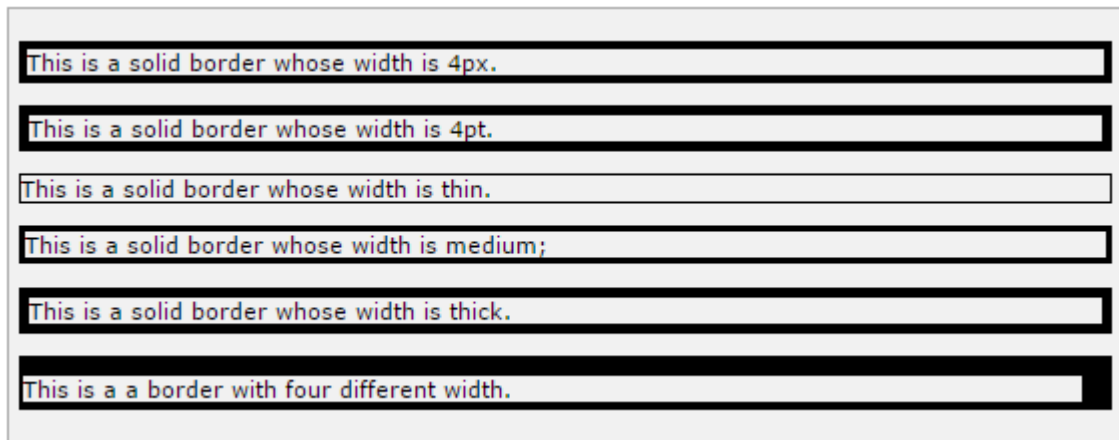 This is a solid border whose width is 4px.
This is a solid border whose width is 4pt.
This is a solid border whose width is thin.
This is a solid border whose width is medium;
This is a solid border whose width is thick.
This is a a border with four different width.